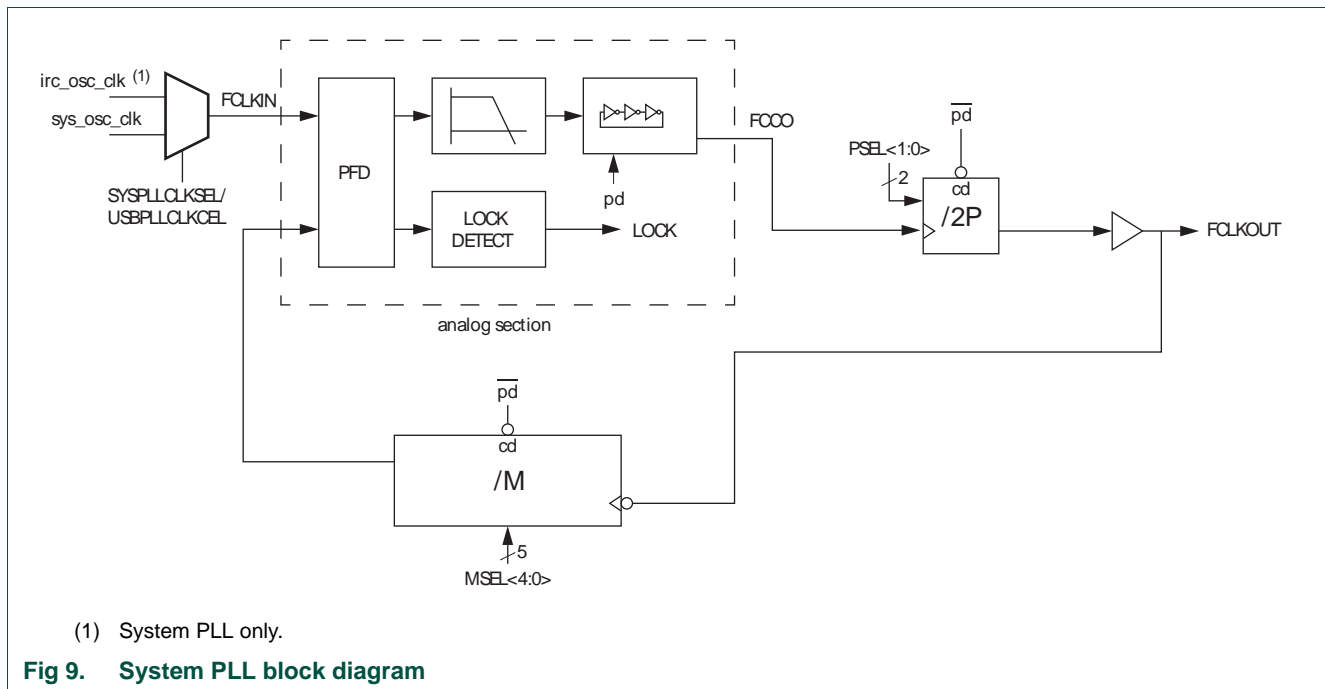 irc_osc_clk (1)
sys_osc_clk
FCLKIN
SYSPLLCLKSEL/
USBPLLCLKCEL
PFD
pd
LOCK
DETECT
LOCK
analog section
FCCO
PSEL<1:0>
2
pd
cd
/2P
FCLKOUT
pd
cd
/M
5
MSEL<4:0>
(1) System PLL only.
Fig 9. System PLL block diagram